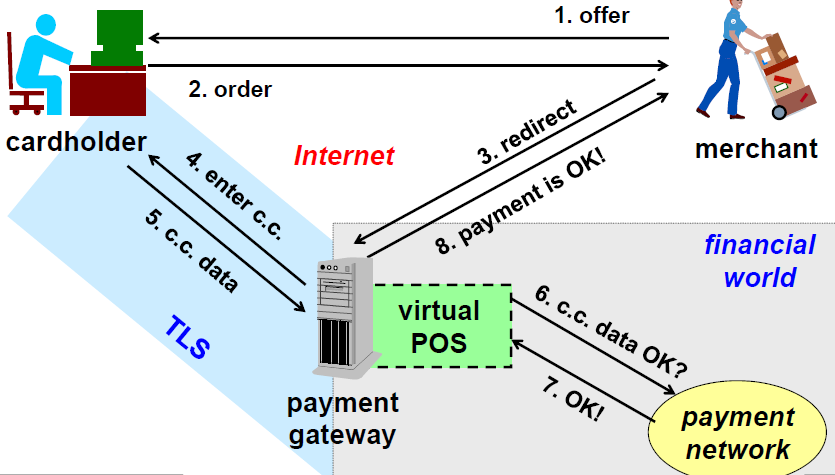 1. offer
2. order
cardholder
merchant
Internet
3. redirect
4. enter c.c.
5. c.c. data
8. payment is OK!
financial
world
TLS
virtual
POS
6. c.c. data OK?
7. OK!
payment
gateway
payment
network